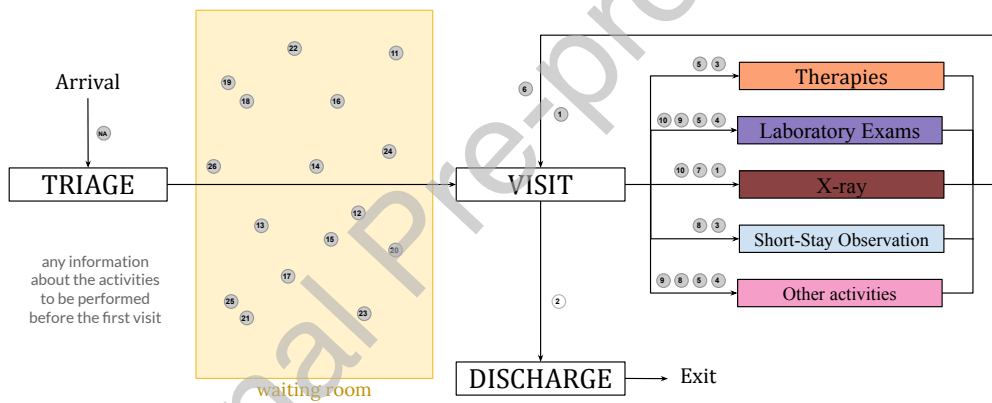 22
11
Arrival
6
5 3
Therapies
19
18
16
1
NA
10 9 5 4
Laboratory Exams
24
26
14
10 7 1
TRIAGE
VISIT
X-ray
12
13
15
20
8 3
Short-Stay Observation
any information
about the activities
to be performed
before the first visit
17
9 8 5 4
Other activities
25
21
23
2
DISCHARGE
Exit
waiting room
nal Pre-pro